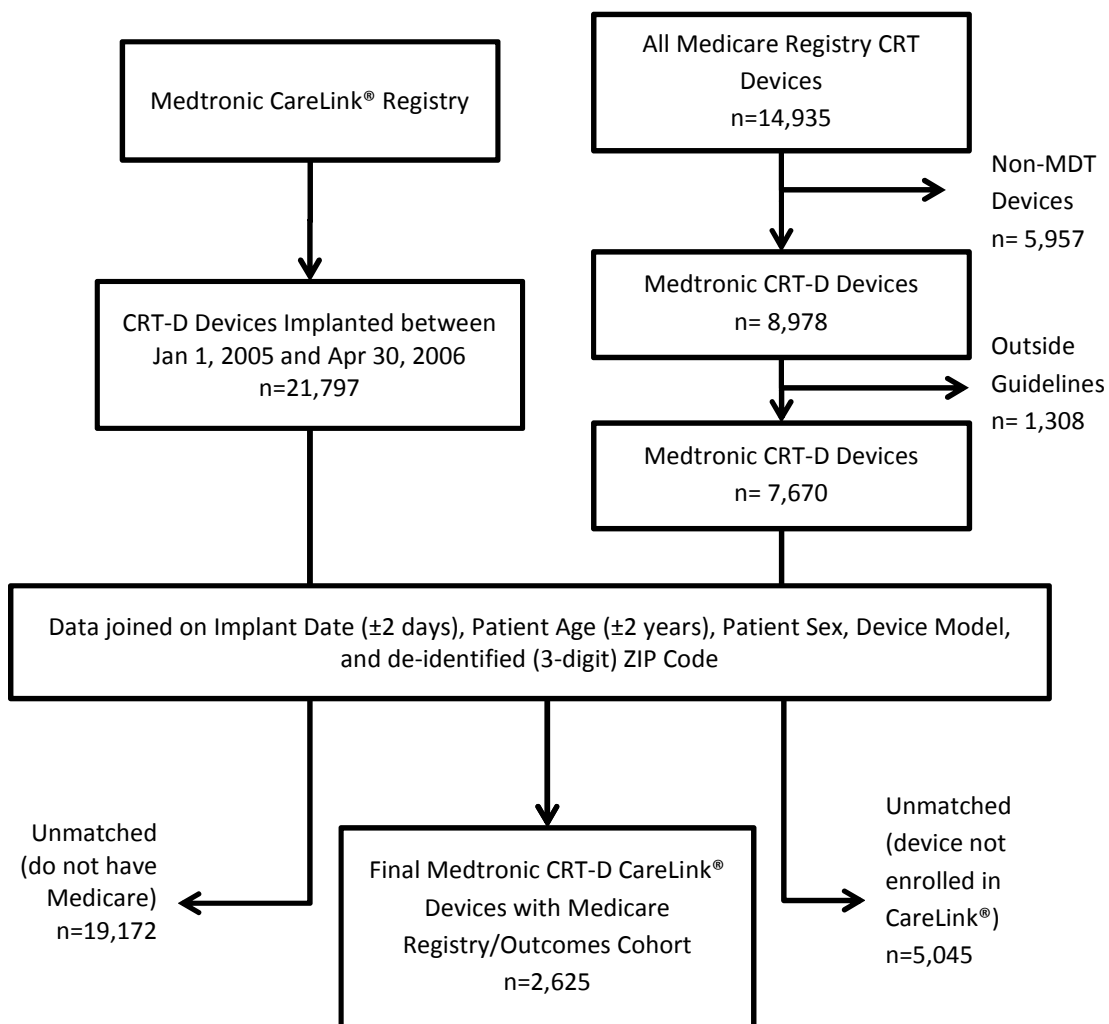 Medtronic CareLink® Registry
All Medicare Registry CRT
Devices
n=14,935
Non-MDT
Devices
n= 5,957
CRT-D Devices Implanted between
Jan 1, 2005 and Apr 30, 2006
n=21,797
Medtronic CRT-D Devices
n= 8,978
Outside
Guidelines
n= 1,308
Medtronic CRT-D Devices
n= 7,670
Data joined on Implant Date (±2 days), Patient Age (±2 years), Patient Sex, Device Model,
and de-identified (3-digit) ZIP Code
Unmatched
(do not have
Medicare)
n=19,172
Final Medtronic CRT-D CareLink®
Devices with Medicare
Registry/Outcomes Cohort
n=2,625
Unmatched
(device not
enrolled in
CareLink®)
n=5,045